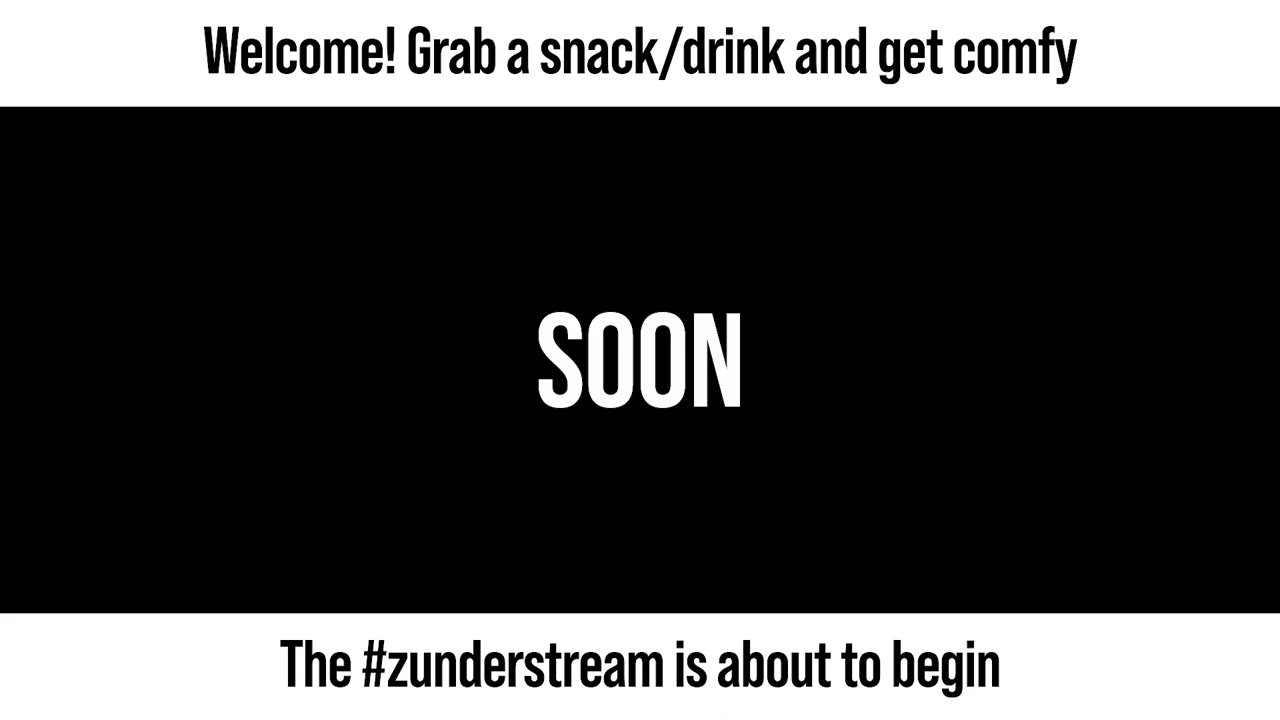 Welcome! Grab a snack/drink and get comfy
SOON
The #zunderstream is about to begin